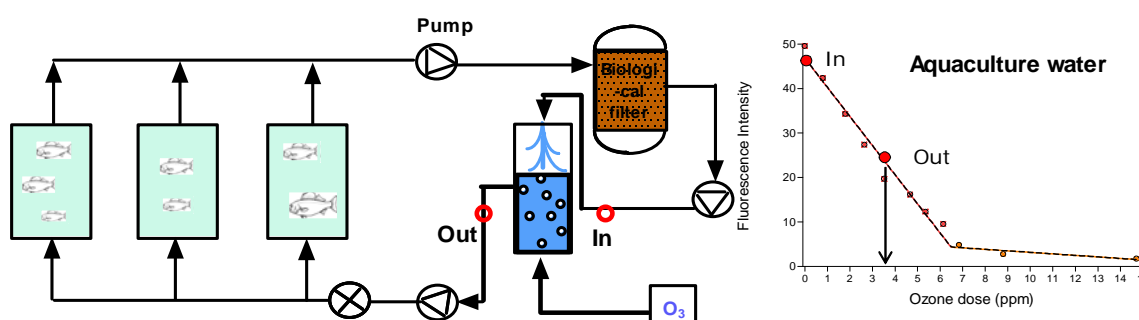 Pump
Biologi
-cal
filter
Out
In
O3
Aquaculture water
In
Out
Fluorescence Intensity
50
40
30
20
10
0
0 1 2 3 4 5 6 7 8 9 10 11 12 13 14 1
Ozone dose (ppm)